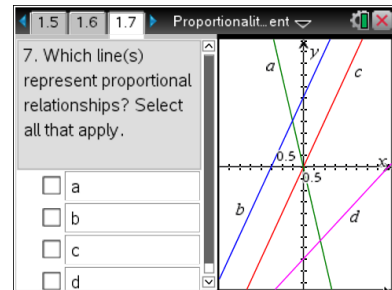 1.5 1.6 1.7 Proportionalit...ent
7. Which line(s)
represent proportional
relationships? Select
all that apply.
a
b
c
d
y
a
c
0.5
x
0.5
b
d